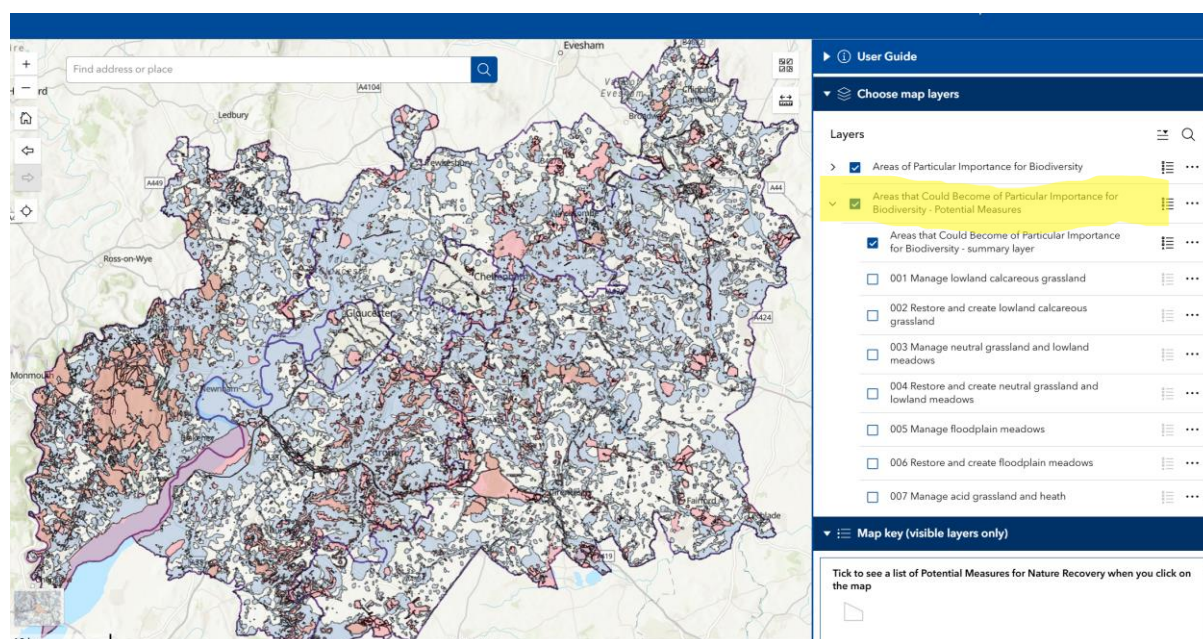 Evesham
Find address or place
A4104
Ledbury
A449
A44
Ross-on-Wye
Gloucester
A424
Monmou
Newnham
Fairford
User Guide
Choose map layers
Layers
Areas of Particular Importance for Biodiversity
Areas that Could Become of Particular Importance for
Biodiversity - Potential Measures
Areas that Could Become of Particular Importance
for Biodiversity - summary layer
001 Manage lowland calcareous grassland
002 Restore and create lowland calcareous
grassland
003 Manage neutral grassland and lowland
meadows
004 Restore and create neutral grassland and
lowland meadows
005 Manage floodplain meadows
006 Restore and create floodplain meadows
007 Manage acid grassland and heath
Map key (visible layers only)
Tick to see a list of Potential Measures for Nature Recovery when you click on
the map